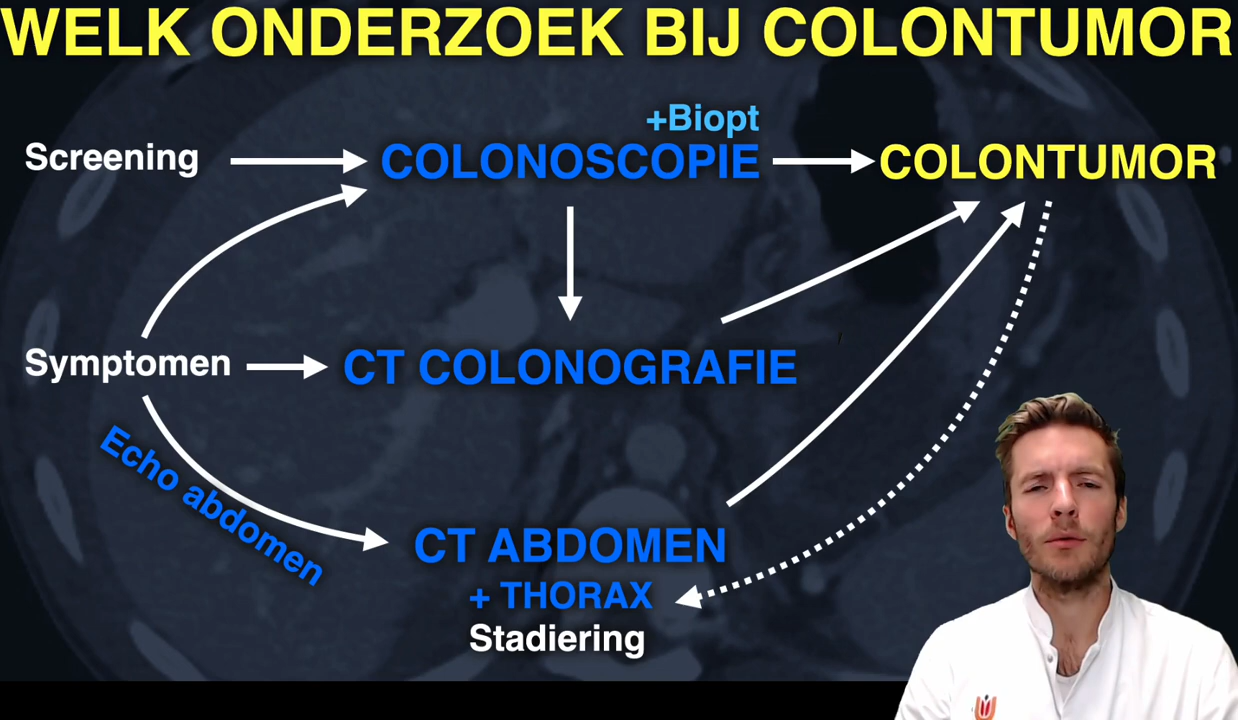 WELK ONDERZOEK BIJ COLONTUMOR
+Biopt
Screening
COLONOSCOPIE
COLONTUMOR
Symptomen
CT COLONOGRAFIE
Echo abdomen
CT ABDOMEN
+ THORAX
Stadiering